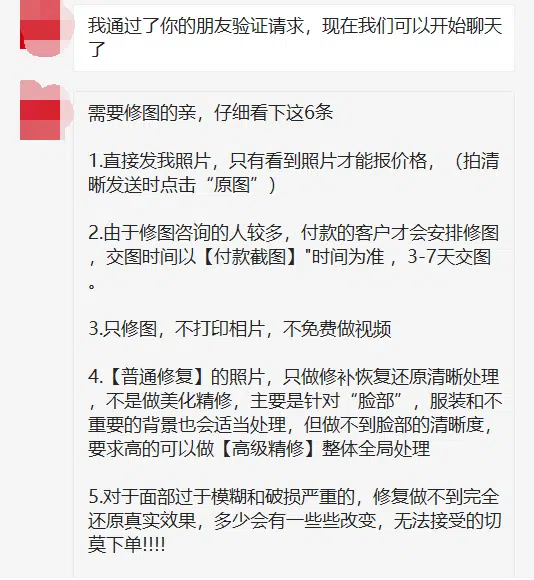 我通过了你的朋友验证请求，现在我们可以开始聊天
了
需要修图的亲，仔细看下这6条
1.直接发我照片，只有看到照片才能报价格，（拍清
晰发送时点击“原图”）
2.由于修图咨询的人较多，付款的客户才会安排修图
，交图时间以【付款截图】"时间为准 ，3-7天交图
。
3.只修图，不打印相片，不免费做视频
4.【普通修复】的照片，只做修补恢复还原清晰处理
，不是做美化精修，主要是针对“脸部”，服装和不
重要的背景也会适当处理，但做不到脸部的清晰度，
要求高的可以做【高级精修】整体全局处理
5.对于面部过于模糊和破损严重的，修复做不到完全
还原真实效果，多少会有一些些改变，无法接受的切
莫下单!!!!